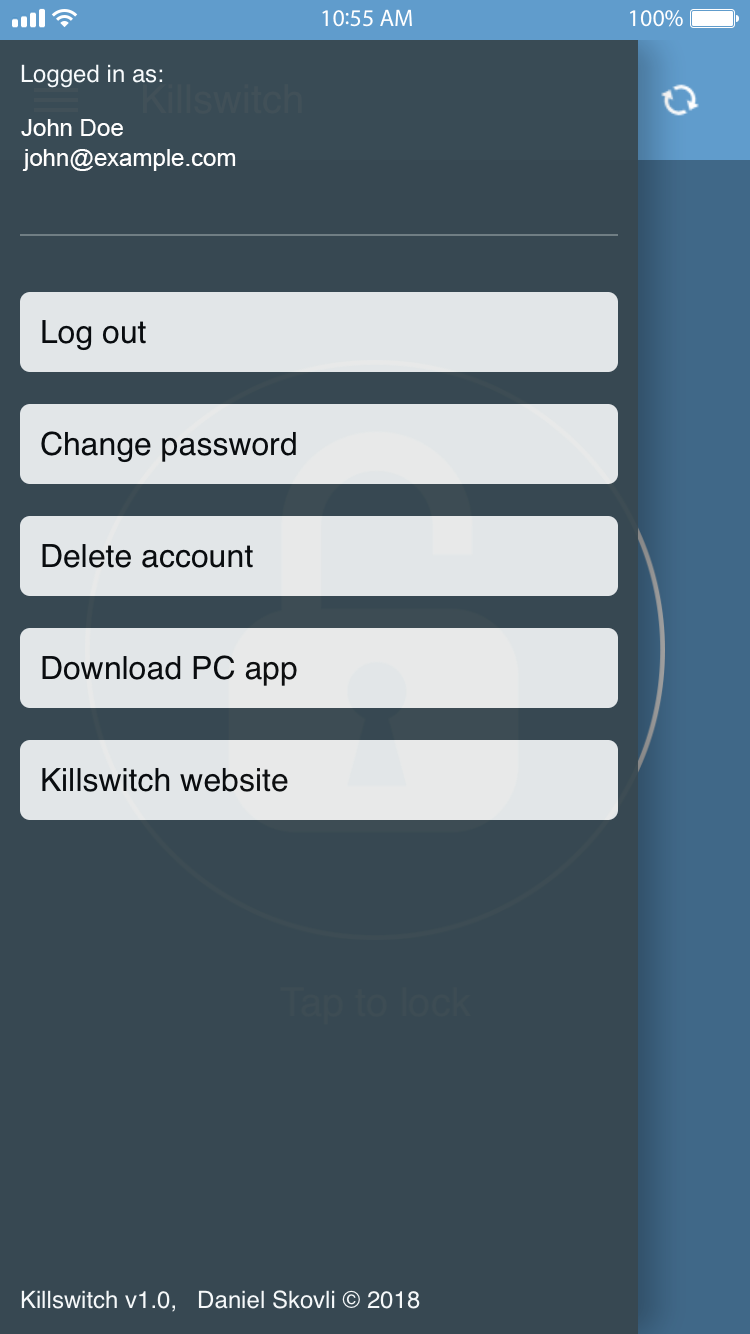 10:55 AM 100%
Logged in as:
Killswitch
John Doe
john@example.com
Log out
Change password
Delete account
Download PC app
Killswitch website
Tap to lock
Killswitch v1.0, Daniel Skovli © 2018